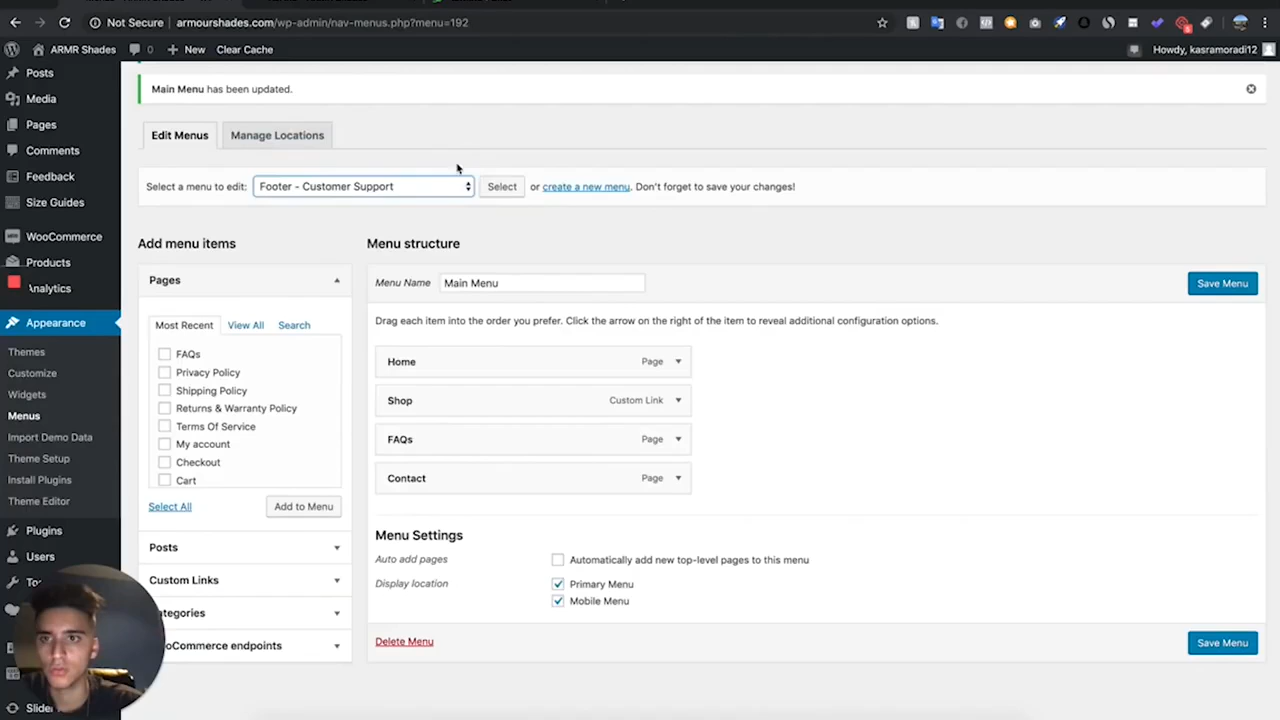 Not Secure | armourshades.com/wp-admin/nav-menus.php?menu=192
ARMR Shades 0 + New Clear Cache Howdy, kasramoradi12
Posts
Media
Pages
Comments
Feedback
Size Guides
WooCommerce
Products
Analytics
Appearance
Themes
Customize
Widgets
Menus
Import Demo Data
Theme Setup
Install Plugins
Theme Editor
Plugins
Users
Main Menu has been updated.
Edit Menus Manage Locations
Select a menu to edit: Footer - Customer Support Select or create a new menu. Don't forget to save your changes!
Add menu items
Pages
Most Recent View All Search
FAQs
Privacy Policy
Shipping Policy
Returns & Warranty Policy
Terms Of Service
My account
Checkout
Cart
Select All Add to Menu
Posts
Custom Links
ategories
oCommerce endpoints
Menu structure
Menu Name Main Menu Save Menu
Drag each item into the order you prefer. Click the arrow on the right of the item to reveal additional configuration options.
Home Page
Shop Custom Link
FAQs Page
Contact Page
Menu Settings
Auto add pages Automatically add new top-level pages to this menu
Display location Primary Menu
Mobile Menu
Delete Menu Save Menu